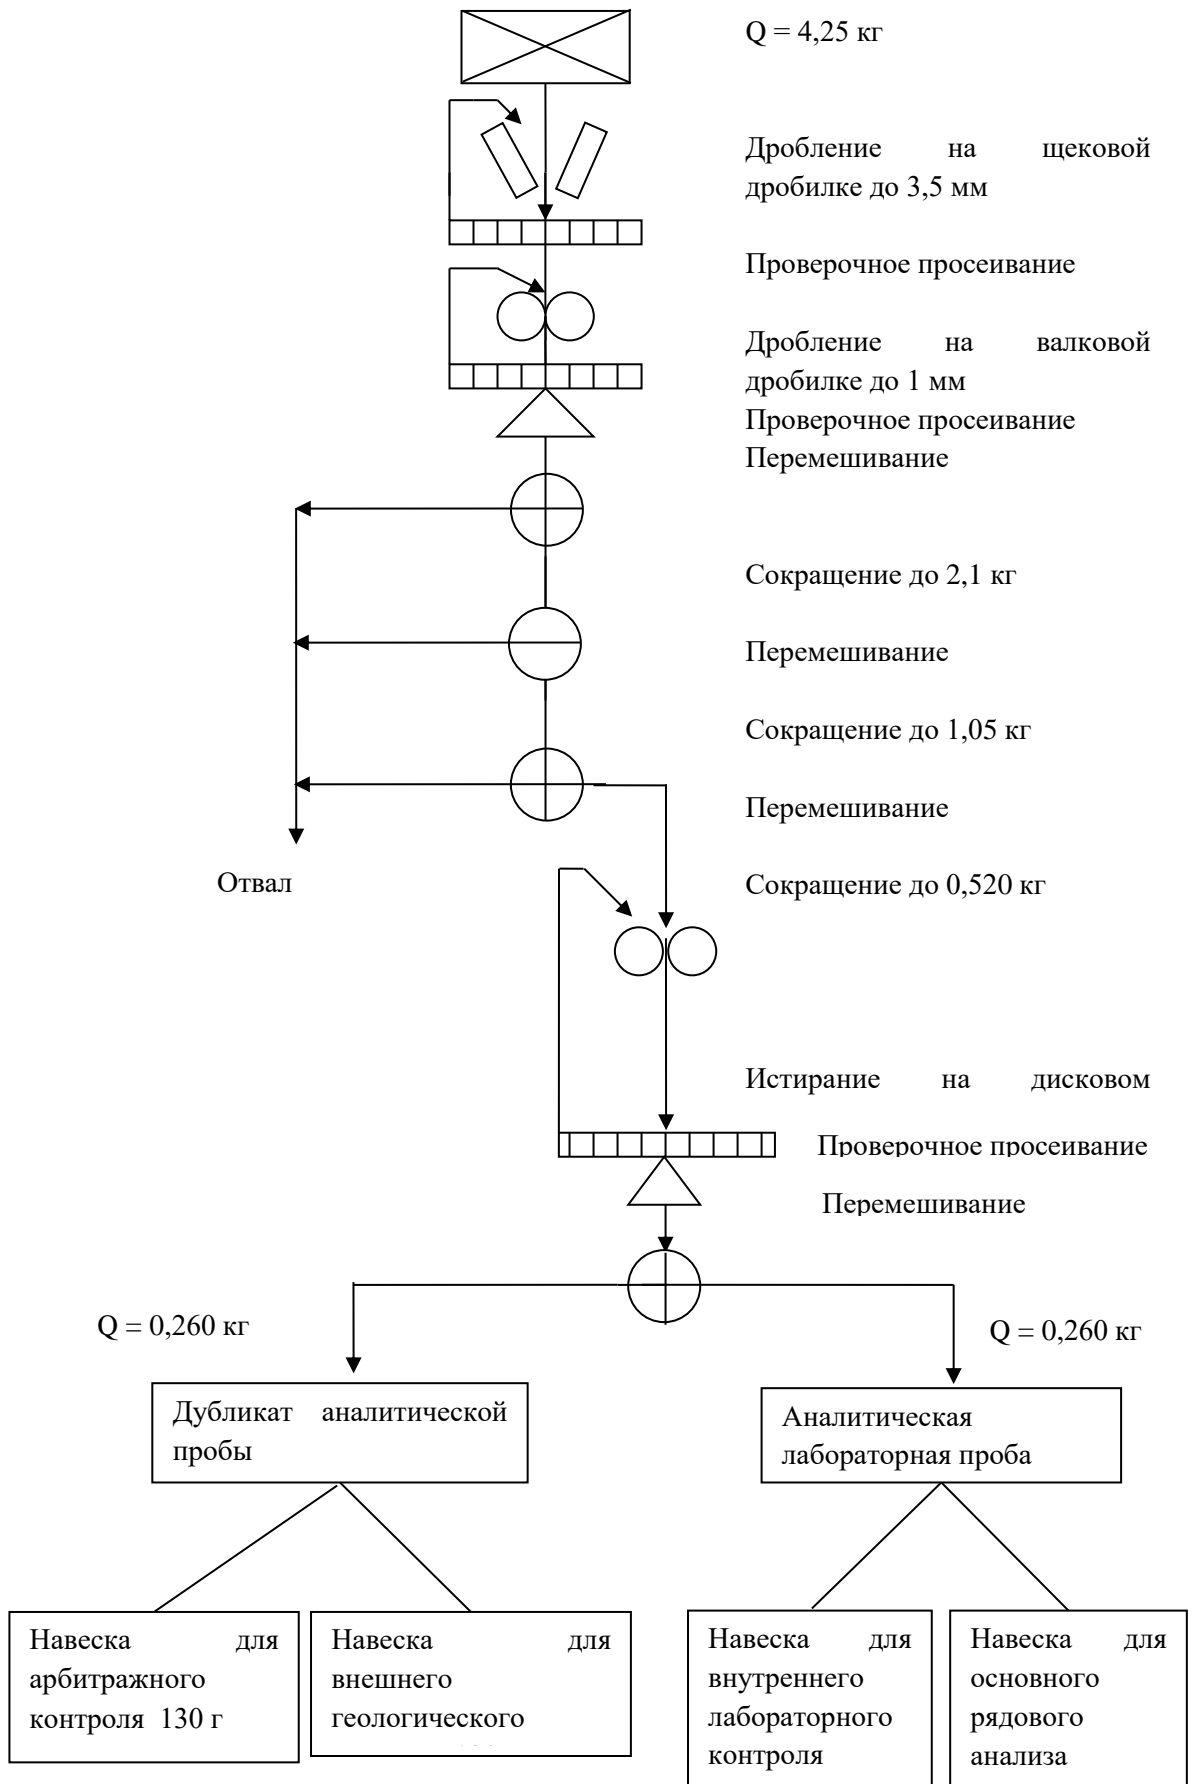 Q = 4,25 кг
Дробление на щековой
дробилке до 3,5 мм
Проверочное просеивание
Дробление на валковой
дробилке до 1 мм
Проверочное просеивание
Перемешивание
Сокращение до 2,1 кг
Перемешивание
Сокращение до 1,05 кг
Перемешивание
Отвал
Сокращение до 0,520 кг
Истирание на дисковом
Проверочное просеивание
Перемешивание
Q = 0,260 кг
Q = 0,260 кг
Дубликат аналитической
пробы
Аналитическая
лабораторная проба
Навеска для
арбитражного
контроля 130 г
Навеска для
внешнего
геологического
Навеска для
внутреннего
лабораторного
контроля
Навеска для
основного
рядового
анализа